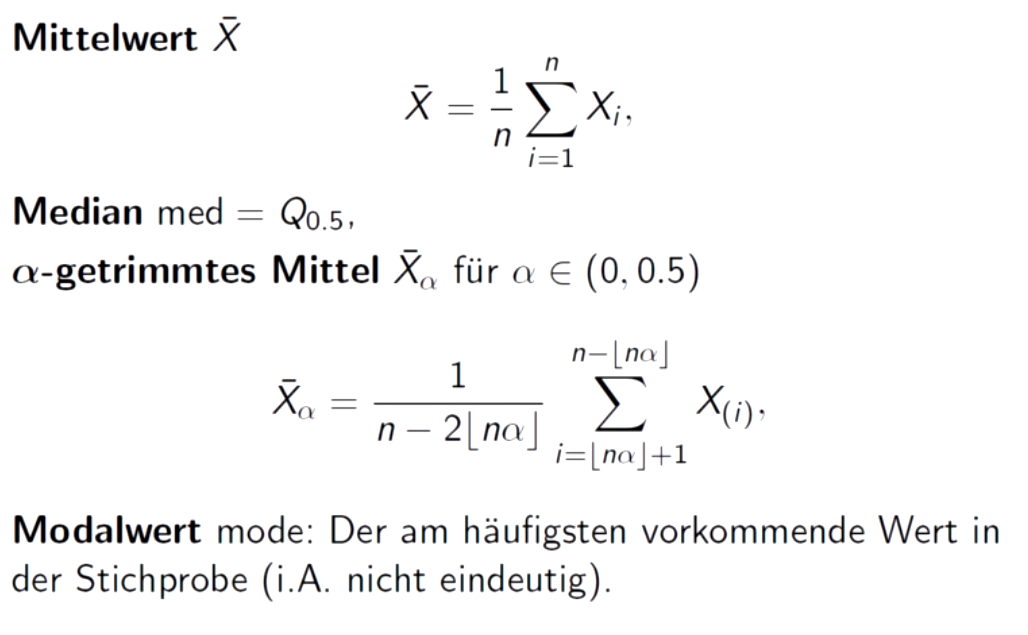 Mittelwert X̄
X̄ = 1/n ∑_{i=1}^{n} X_i,
Median med = Q_{0.5},
α-getrimmtes Mittel X̄_α für α ∈ (0, 0.5)
X̄_α = 1/(n − 2⌊nα⌋) ∑_{i=⌊nα⌋+1}^{n−⌊nα⌋} X_{(i)},
Modalwert mode: Der am häufigsten vorkommende Wert in
der Stichprobe (i.A. nicht eindeutig).